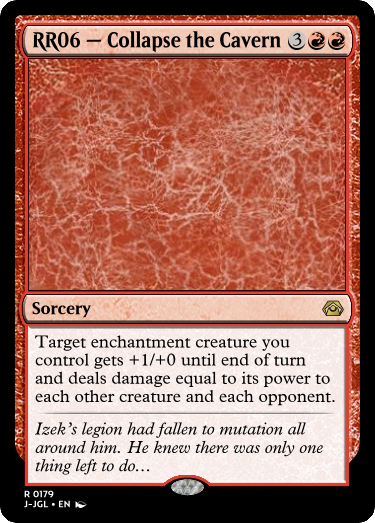 RR06 — Collapse the Cavern 3
Sorcery
Target enchantment creature you
control gets +1/+0 until end of turn
and deals damage equal to its power to
each other creature and each opponent.
Izek's legion had fallen to mutation all
around him. He knew there was only one
thing left to do…
R 0179
J-JGL • EN